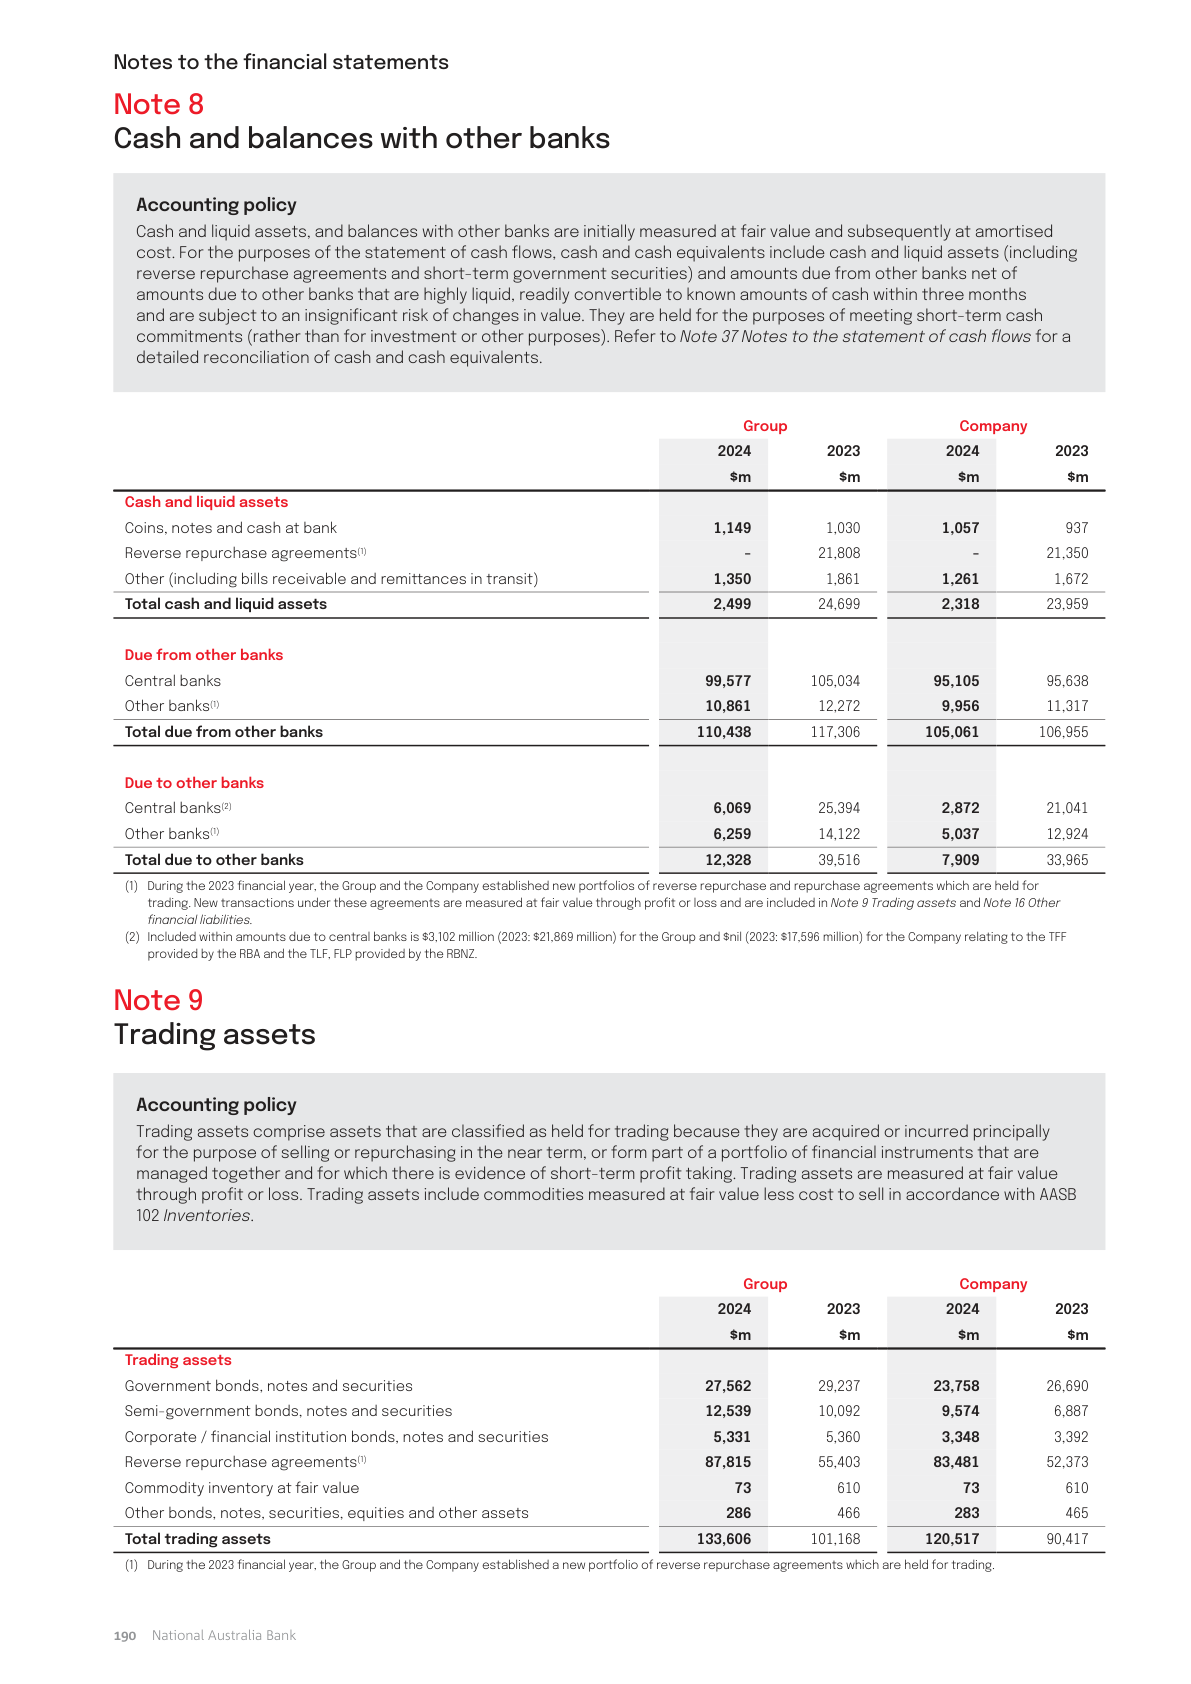 Notes to the financial statements
Note 8
Cash and balances with other banks
Accounting policy
Cash and liquid assets, and balances with other banks are initially measured at fair value and subsequently at amortised
cost. For the purposes of the statement of cash flows, cash and cash equivalents include cash and liquid assets (including
reverse repurchase agreements and short-term government securities) and amounts due from other banks net of
amounts due to other banks that are highly liquid, readily convertible to known amounts of cash within three months
and are subject to an insignificant risk of changes in value. They are held for the purposes of meeting short-term cash
commitments (rather than for investment or other purposes). Refer to Note 37 Notes to the statement of cash flows for a
detailed reconciliation of cash and cash equivalents.
Group Company
2024 2023 2024 2023
$m $m $m $m
Cash and liquid assets
Coins, notes and cash at bank 1,149 1,030 1,057 937
Reverse repurchase agreements(1) – 21,808 – 21,350
Other (including bills receivable and remittances in transit) 1,350 1,861 1,261 1,672
Total cash and liquid assets 2,499 24,699 2,318 23,959
Due from other banks
Central banks 99,577 105,034 95,105 95,638
Other banks(1) 10,861 12,272 9,956 11,317
Total due from other banks 110,438 117,306 105,061 106,955
Due to other banks
Central banks(2) 6,069 25,394 2,872 21,041
Other banks(1) 6,259 14,122 5,037 12,924
Total due to other banks 12,328 39,516 7,909 33,965
(1) During the 2023 financial year, the Group and the Company established new portfolios of reverse repurchase and repurchase agreements which are held for
trading. New transactions under these agreements are measured at fair value through profit or loss and are included in Note 9 Trading assets and Note 16 Other
financial liabilities.
(2) Included within amounts due to central banks is $3,102 million (2023: $21,869 million) for the Group and $nil (2023: $17,596 million) for the Company relating to the TFF
provided by the RBA and the TLF, FLP provided by the RBNZ.
Note 9
Trading assets
Accounting policy
Trading assets comprise assets that are classified as held for trading because they are acquired or incurred principally
for the purpose of selling or repurchasing in the near term, or form part of a portfolio of financial instruments that are
managed together and for which there is evidence of short-term profit taking. Trading assets are measured at fair value
through profit or loss. Trading assets include commodities measured at fair value less cost to sell in accordance with AASB
102 Inventories.
Group Company
2024 2023 2024 2023
$m $m $m $m
Trading assets
Government bonds, notes and securities 27,562 29,237 23,758 26,690
Semi-government bonds, notes and securities 12,539 10,092 9,574 6,887
Corporate / financial institution bonds, notes and securities 5,331 5,360 3,348 3,392
Reverse repurchase agreements(1) 87,815 55,403 83,481 52,373
Commodity inventory at fair value 73 610 73 610
Other bonds, notes, securities, equities and other assets 286 466 283 465
Total trading assets 133,606 101,168 120,517 90,417
(1) During the 2023 financial year, the Group and the Company established a new portfolio of reverse repurchase agreements which are held for trading.
190 National Australia Bank